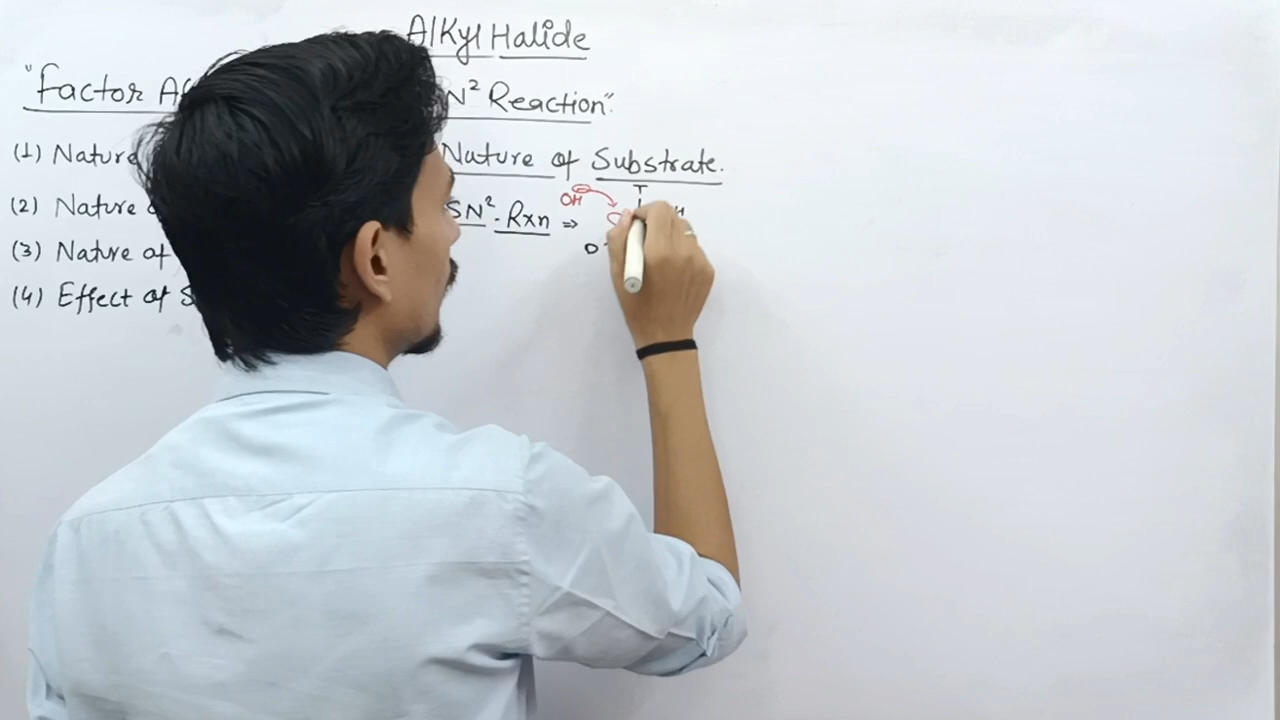 Alkyl Halide
"Factor
N² Reaction".
(1) Nature
Nature of Substrate.
(2) Nature
SN² - Rxn ⇒ OH⊖ T
D
(3) Nature of
(4) Effect of S